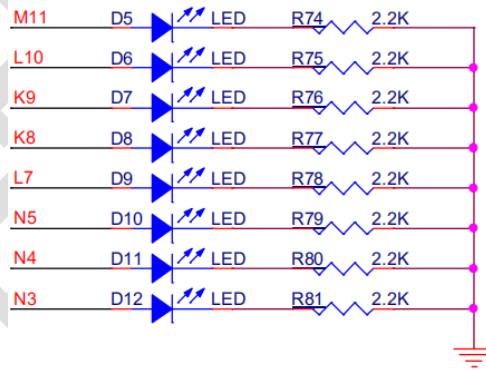 M11 D5 LED R74 2.2K
L10 D6 LED R75 2.2K
K9 D7 LED R76 2.2K
K8 D8 LED R77 2.2K
L7 D9 LED R78 2.2K
N5 D10 LED R79 2.2K
N4 D11 LED R80 2.2K
N3 D12 LED R81 2.2K